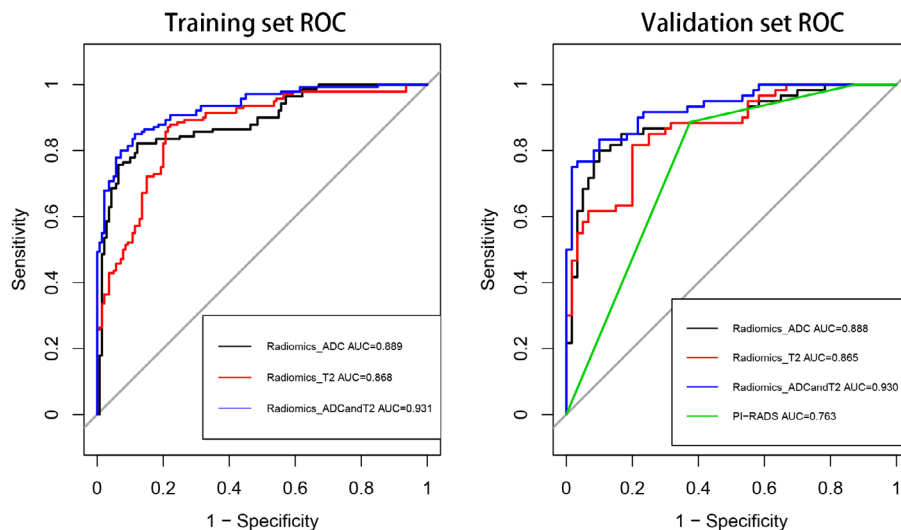 Training set ROC
Sensitivity
1
0.8
0.6
0.4
0.2
0
Radiomics_ADC AUC=0.889
Radiomics_T2 AUC=0.868
Radiomics_ADCandT2 AUC=0.931
0 0.2 0.4 0.6 0.8 1
1 − Specificity
Validation set ROC
Sensitivity
1
0.8
0.6
0.4
0.2
0
Radiomics_ADC AUC=0.888
Radiomics_T2 AUC=0.865
Radiomics_ADCandT2 AUC=0.930
PI−RADS AUC=0.763
0 0.2 0.4 0.6 0.8 1
1 − Specificity